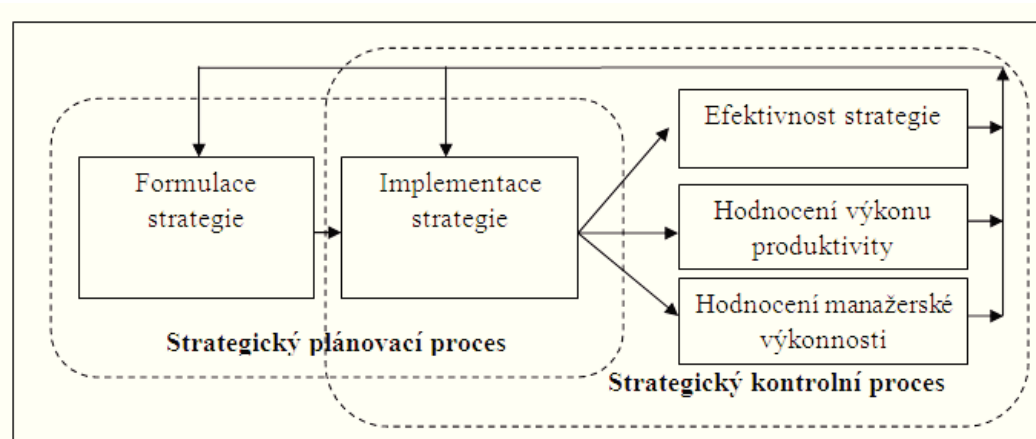 Formulace
strategie
Implementace
strategie
Efektivnost strategie
Hodnocení výkonu
produktivity
Hodnocení manažerské
výkonnosti
Strategický plánovací proces
Strategický kontrolní proces